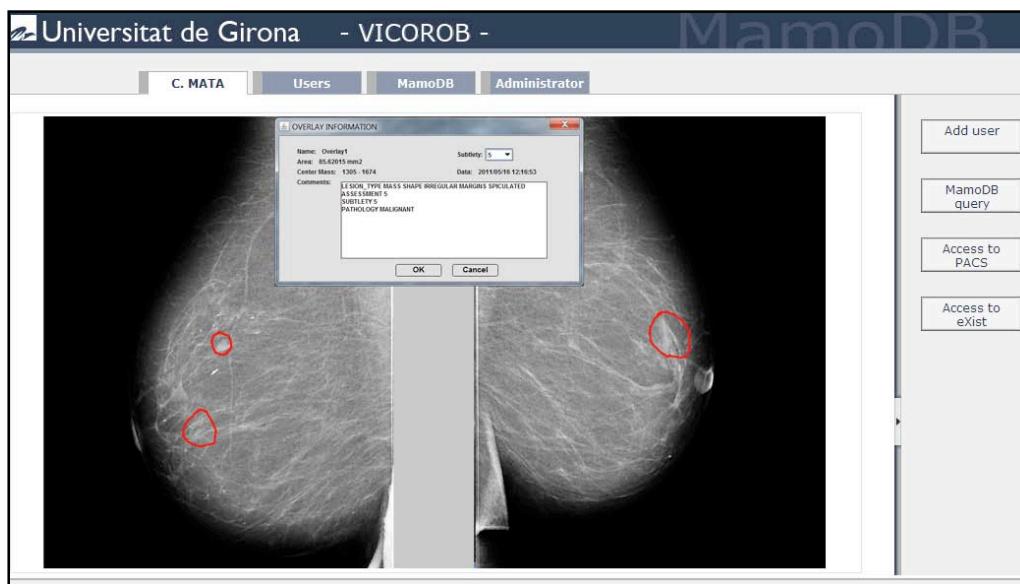 Universitat de Girona - VICOROB -
MamoDB
C. MATA Users MamoDB Administrator
OVERLAY INFORMATION
Name: Overlay1
Subtlety: 5
Area: 85.62015 mm2
Center Mass: 1305 - 1674
Data: 2011/05/16 12:16:53
Comments:
LESION_TYPE MASS SHAPE IRREGULAR MARGINS SPICULATED
ASSESSMENT 5
SUBTLETY 5
PATHOLOGY MALIGNANT
OK Cancel
Add user
MamoDB
query
Access to
PACS
Access to
eXist